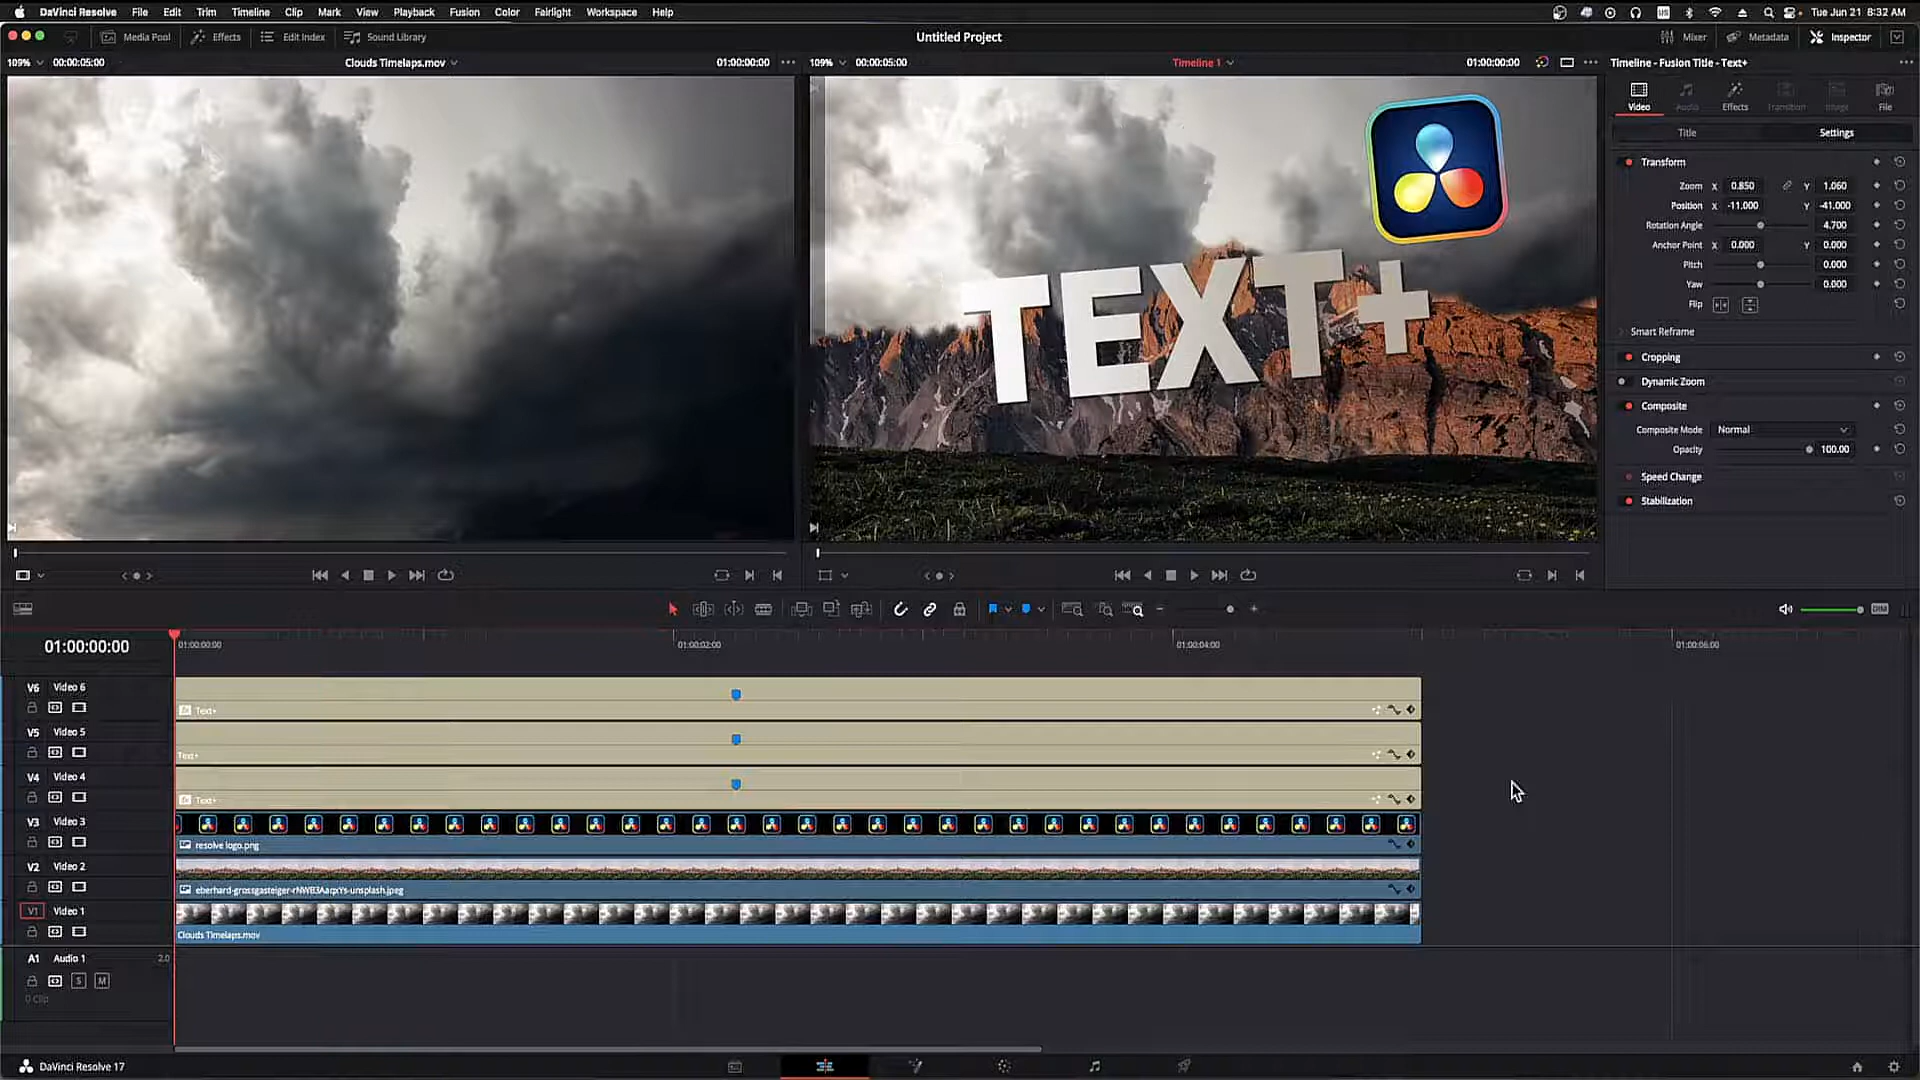 DaVinci Resolve File Edit Trim Timeline Clip Mark View Playback Fusion Color Fairlight Workspace Help
Tue Jun 21 8:32 AM
Media Pool Effects Edit Index Sound Library
Untitled Project
Mixer Metadata Inspector
109% 00:00:05:00 Clouds Timelaps.mov 01:00:00:00
109% 00:00:05:00 Timeline 1 01:00:00:00
Timeline - Fusion Title - Text+
Video Audio Effects Transition Image File
Title Settings
Transform
Zoom X 0.850 Y 1.060
Position X -11.000 Y -41.000
Rotation Angle 4.700
Anchor Point X 0.000 Y 0.000
Pitch 0.000
Yaw 0.000
Flip
Smart Reframe
Cropping
Dynamic Zoom
Composite
Composite Mode Normal
Opacity 100.00
Speed Change
Stabilization
TEXT+
DIM
01:00:00:00
01:00:00:00 01:00:02:00 01:00:04:00 01:00:06:00
V6 Video 6
Text+
V5 Video 5
Text+
V4 Video 4
Text+
V3 Video 3
resolve logo.png
V2 Video 2
eberhard-grossgasteiger-rNWB3AarpxYs-unsplash.jpeg
V1 Video 1
Clouds Timelaps.mov
A1 Audio 1 2.0
S M
0 Clip
DaVinci Resolve 17